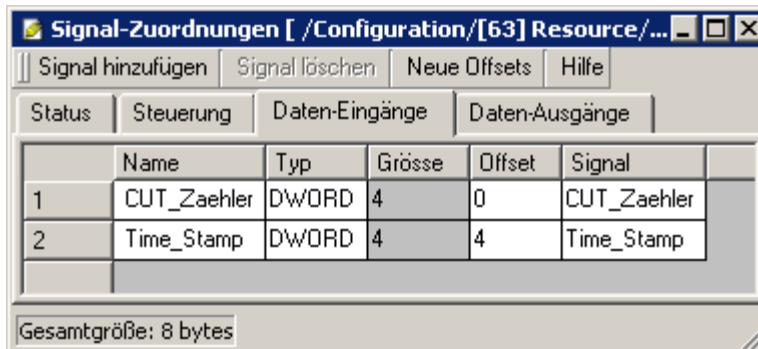 Signal-Zuordnungen [ /Configuration/[63] Resource/...
Signal hinzufügen Signal löschen Neue Offsets Hilfe
Status Steuerung Daten-Eingänge Daten-Ausgänge
Name Typ Grösse Offset Signal
1 CUT_Zaehler DWORD 4 0 CUT_Zaehler
2 Time_Stamp DWORD 4 4 Time_Stamp
Gesamtgröße: 8 bytes